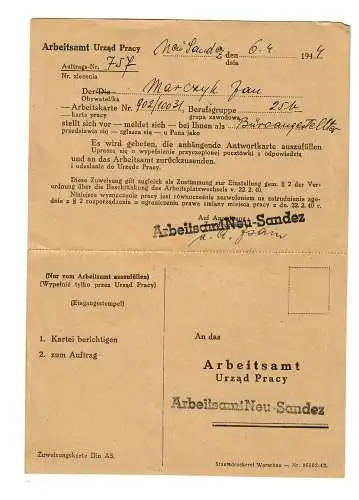 Arbeitsamt Urząd Pracy Neu Sandez den 6.4 1944
dnia
Auftrags-Nr. 757
Nr. zlecenia
Der Die Marczyk Jan
Obywatel/ka
Arbeitskarte Nr. 902/10031 Berufsgruppe 25b
karta pracy grupa zawodowa
stellt sich vor — meldet sich — bei Ihnen als Büroangestellter
przedstawia się — zgłasza się — u Pana jako
Es wird gebeten, die anhängende Antwortkarte auszufüllen
Uprasza się o wypełnienie przyczepionej pocztówki z odpowiedzią
und an das Arbeitsamt zurückzusenden.
i odesłanie do Urzędu Pracy.
Diese Zuweisung gilt zugleich als Zustimmung zur Einstellung gem. § 2 der Verordnung
über die Beschränkung des Arbeitsplatzwechsels v. 22.2. 40.
Niniejsze wyznaczenie pracy jest równoznaczne zezwoleniem na zatrudnienie zgodnie
z § 2 rozporządzenia o ograniczeniu prawa zmiany miejsca pracy z dn. 22.2. 40 r.
Auf
Arbeitsamt Neu-Sandez
(Nur vom Arbeitsamt auszufüllen)
(Wypełnić tylko przez Urząd Pracy)
(Eingangsstempel)
1. Kartei berichtigen
2. zum Auftrag
Zuweisungskarte Din A5.
An das
Arbeitsamt
Urząd Pracy
Arbeitsamt Neu-Sandez
Staatsdruckerei Warschau — Nr.